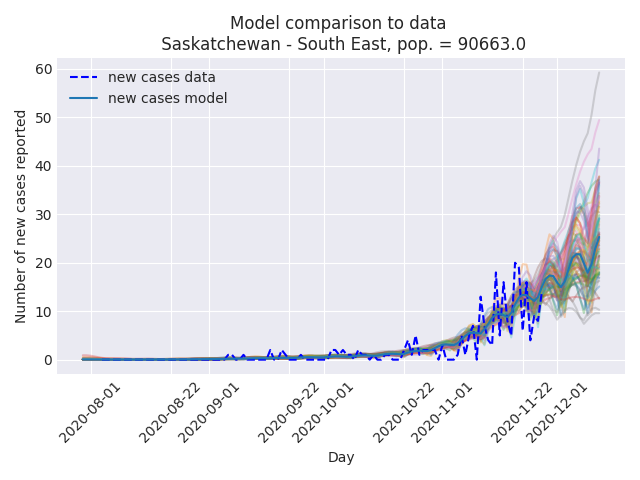 Model comparison to data
Saskatchewan - South East, pop. = 90663.0
new cases data
new cases model
Number of new cases reported
60
50
40
30
20
10
0
2020-08-01
2020-08-22
2020-09-01
2020-09-22
2020-10-01
2020-10-22
2020-11-01
2020-11-22
2020-12-01
Day